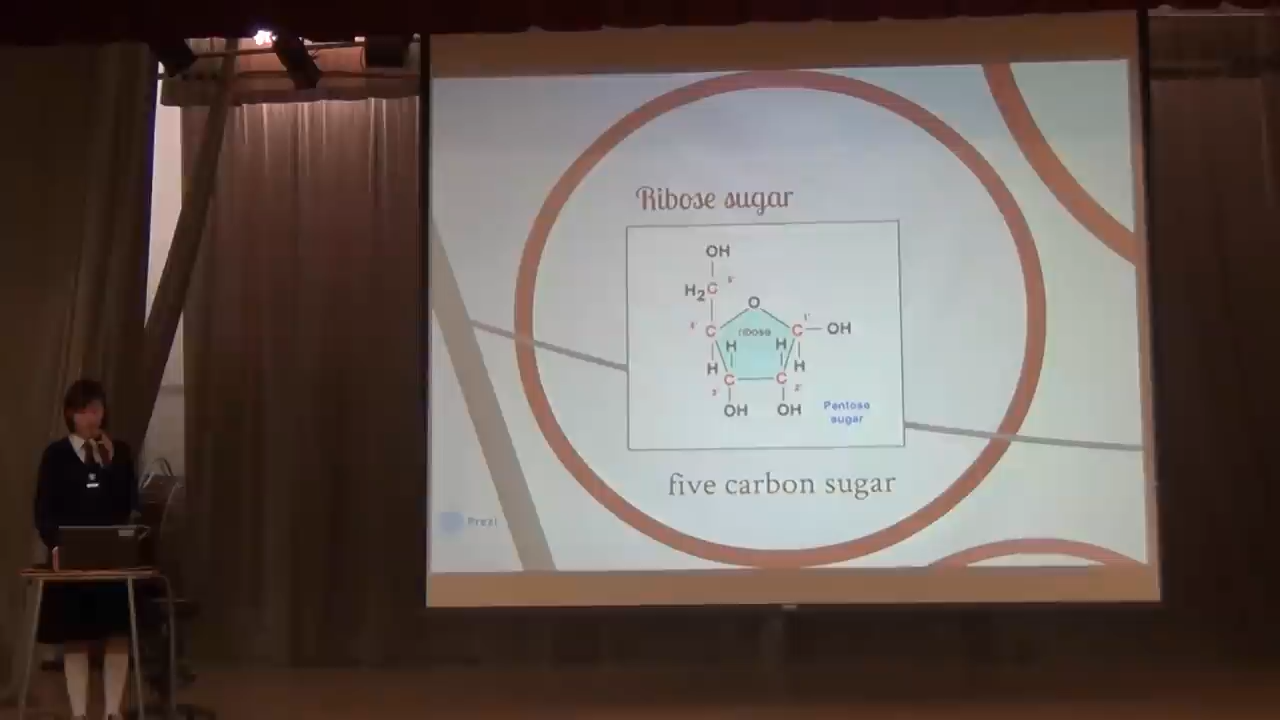 Ribose sugar
OH
H2C 5'
O
4' C ribose C 1' OH
H H
H H
3' C C 2'
OH OH Pentose
sugar
five carbon sugar
Prezi